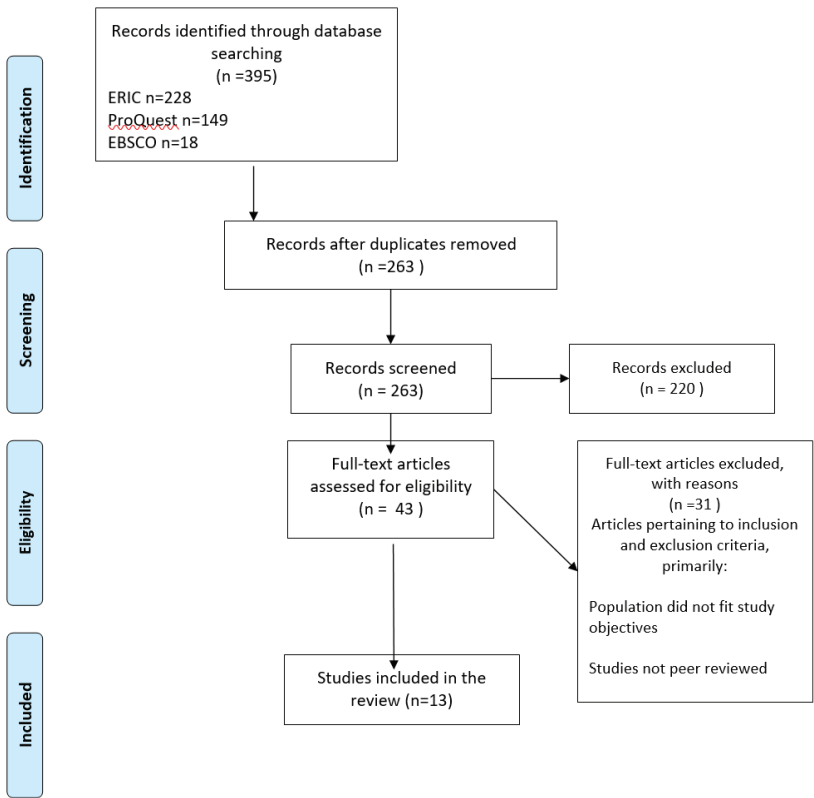 Identification
Records identified through database
searching
(n =395)
ERIC n=228
ProQuest n=149
EBSCO n=18
Records after duplicates removed
(n =263 )
Screening
Records screened
(n = 263)
Records excluded
(n = 220 )
Eligibility
Full-text articles
assessed for eligibility
(n =  43 )
Full-text articles excluded,
with reasons
(n =31 )
Articles pertaining to inclusion
and exclusion criteria,
primarily:
Population did not fit study
objectives
Studies not peer reviewed
Included
Studies included in the
review (n=13)